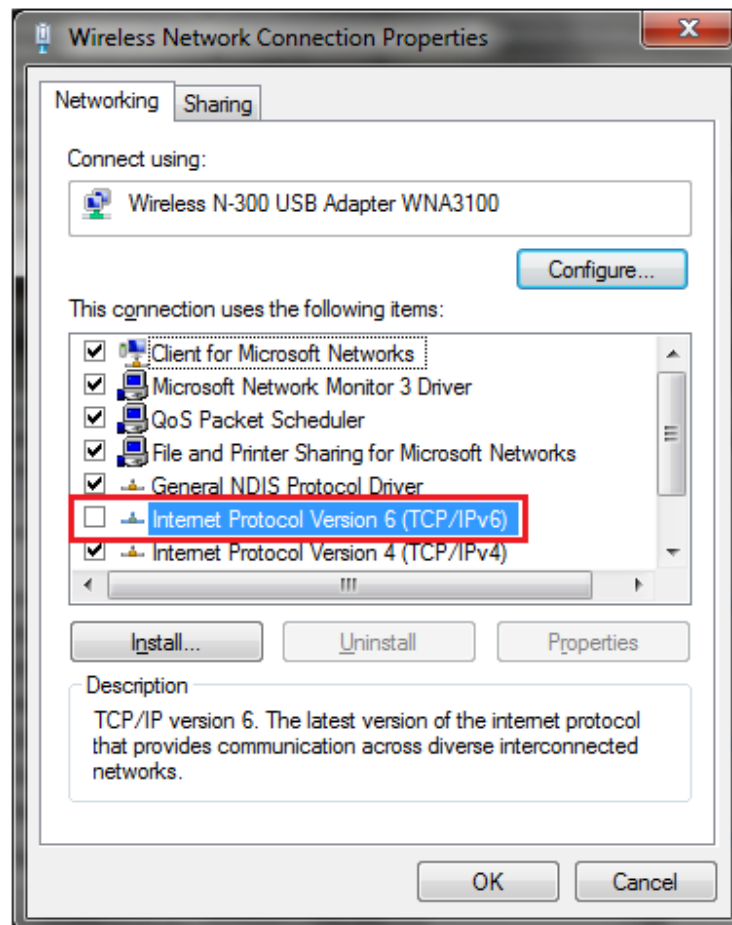 Wireless Network Connection Properties
Networking
Sharing
Connect using:
Wireless N-300 USB Adapter WNA3100
Configure...
This connection uses the following items:
Client for Microsoft Networks
Microsoft Network Monitor 3 Driver
QoS Packet Scheduler
File and Printer Sharing for Microsoft Networks
General NDIS Protocol Driver
Internet Protocol Version 6 (TCP/IPv6)
Internet Protocol Version 4 (TCP/IPv4)
Install...
Uninstall
Properties
Description
TCP/IP version 6. The latest version of the internet protocol
that provides communication across diverse interconnected
networks.
OK
Cancel